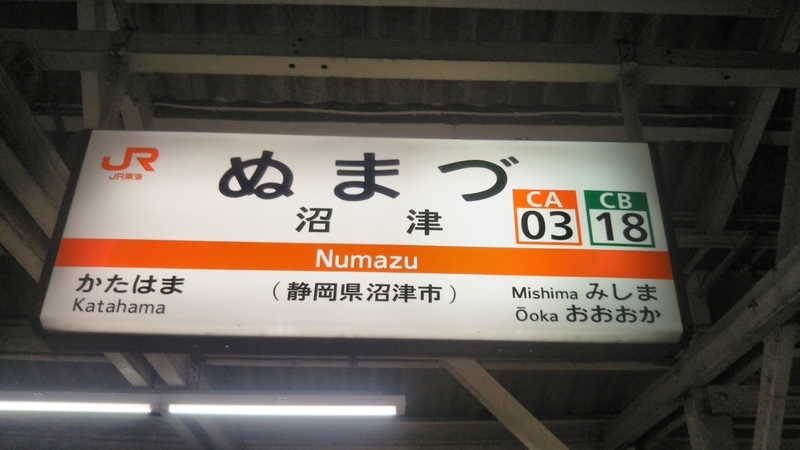 JR
JR東海
ぬまづ
沼津
CA
03
CB
18
Numazu
かたはま
Katahama
（静岡県沼津市）
Mishima みしま
Ōoka おおおか